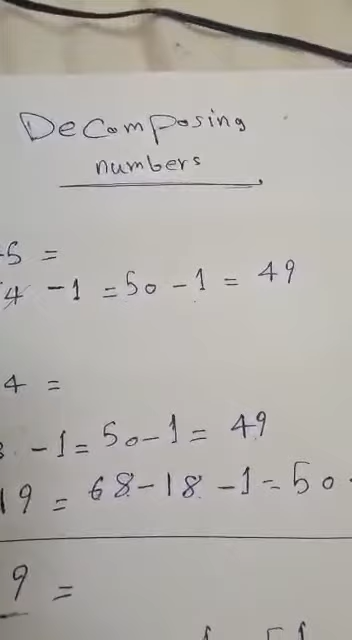 Decomposing
numbers
-5 =
4 - 1 = 50 - 1 = 49
4 =
- 1 = 50 - 1 = 49
19 = 68 - 18 - 1 = 50
9 =